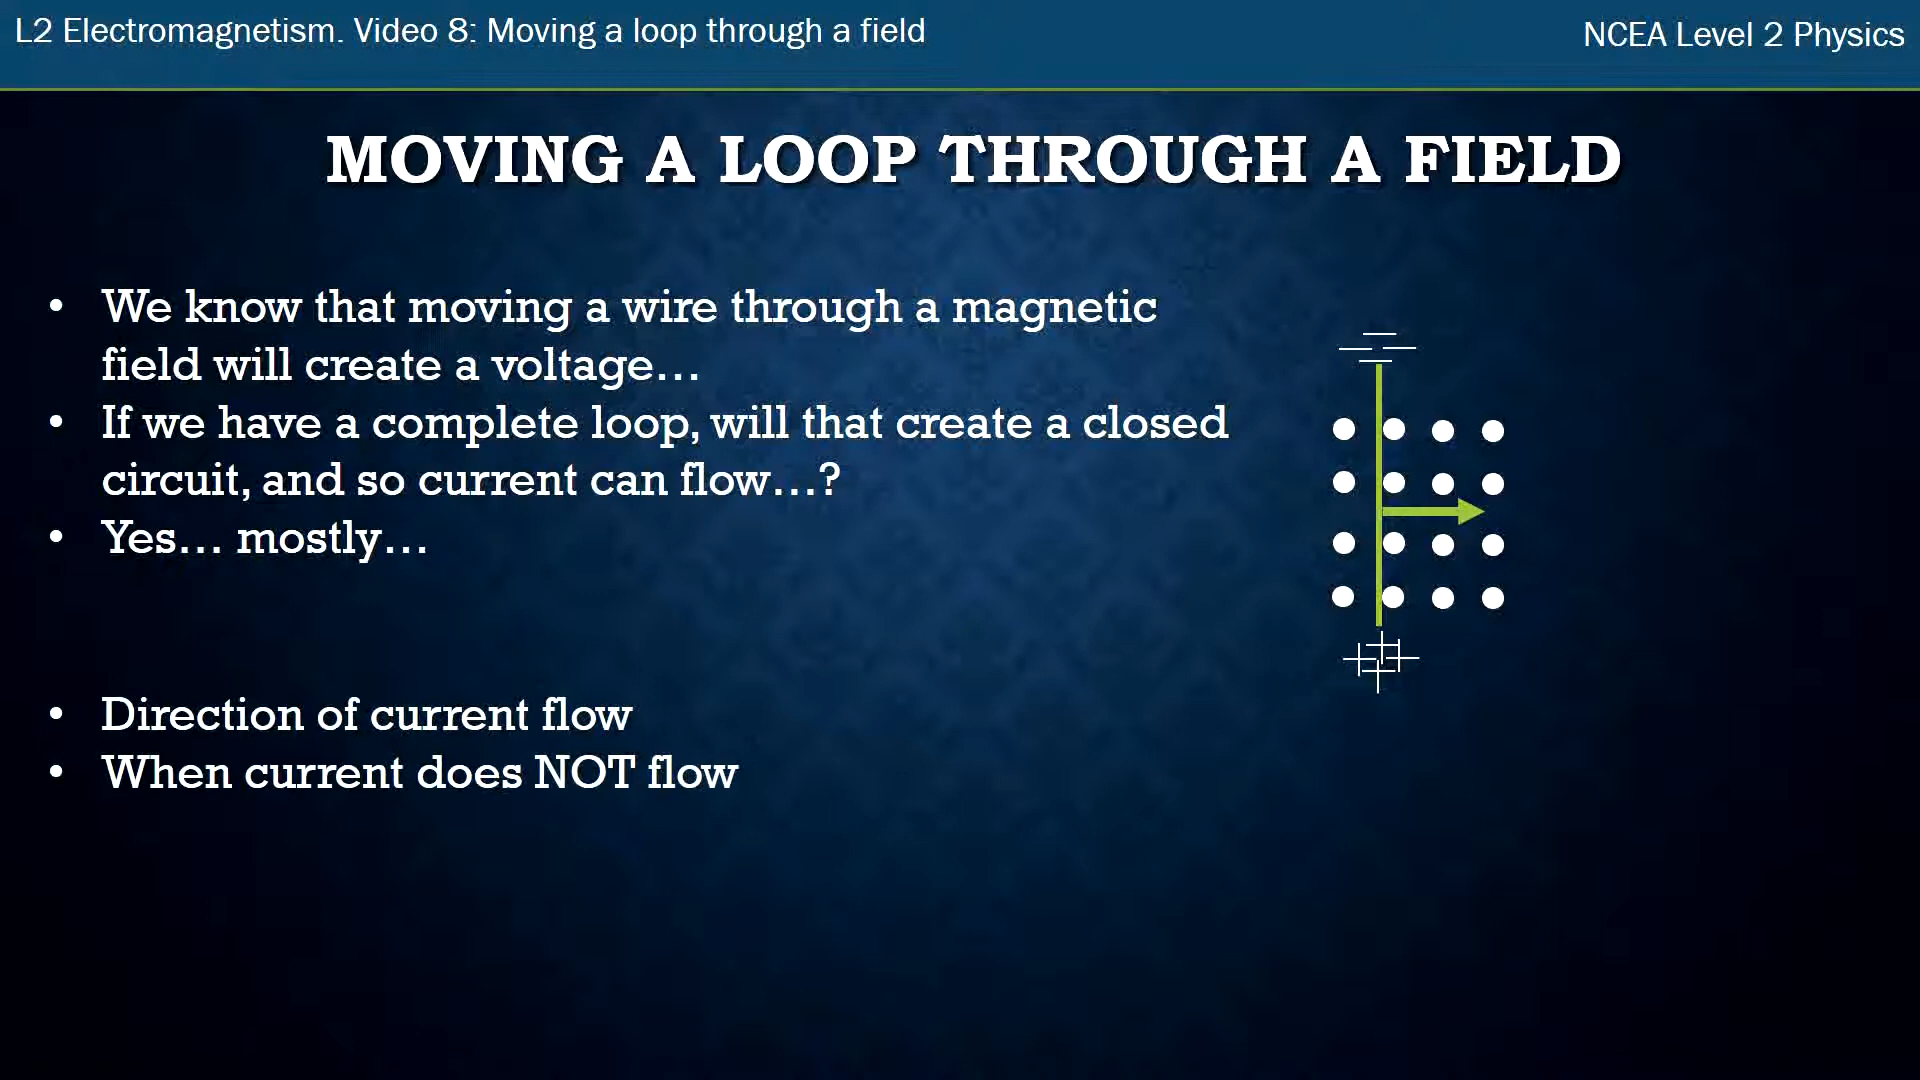 L2 Electromagnetism. Video 8: Moving a loop through a field
NCEA Level 2 Physics
MOVING A LOOP THROUGH A FIELD
• We know that moving a wire through a magnetic
field will create a voltage…
• If we have a complete loop, will that create a closed
circuit, and so current can flow…?
• Yes… mostly…
• Direction of current flow
• When current does NOT flow